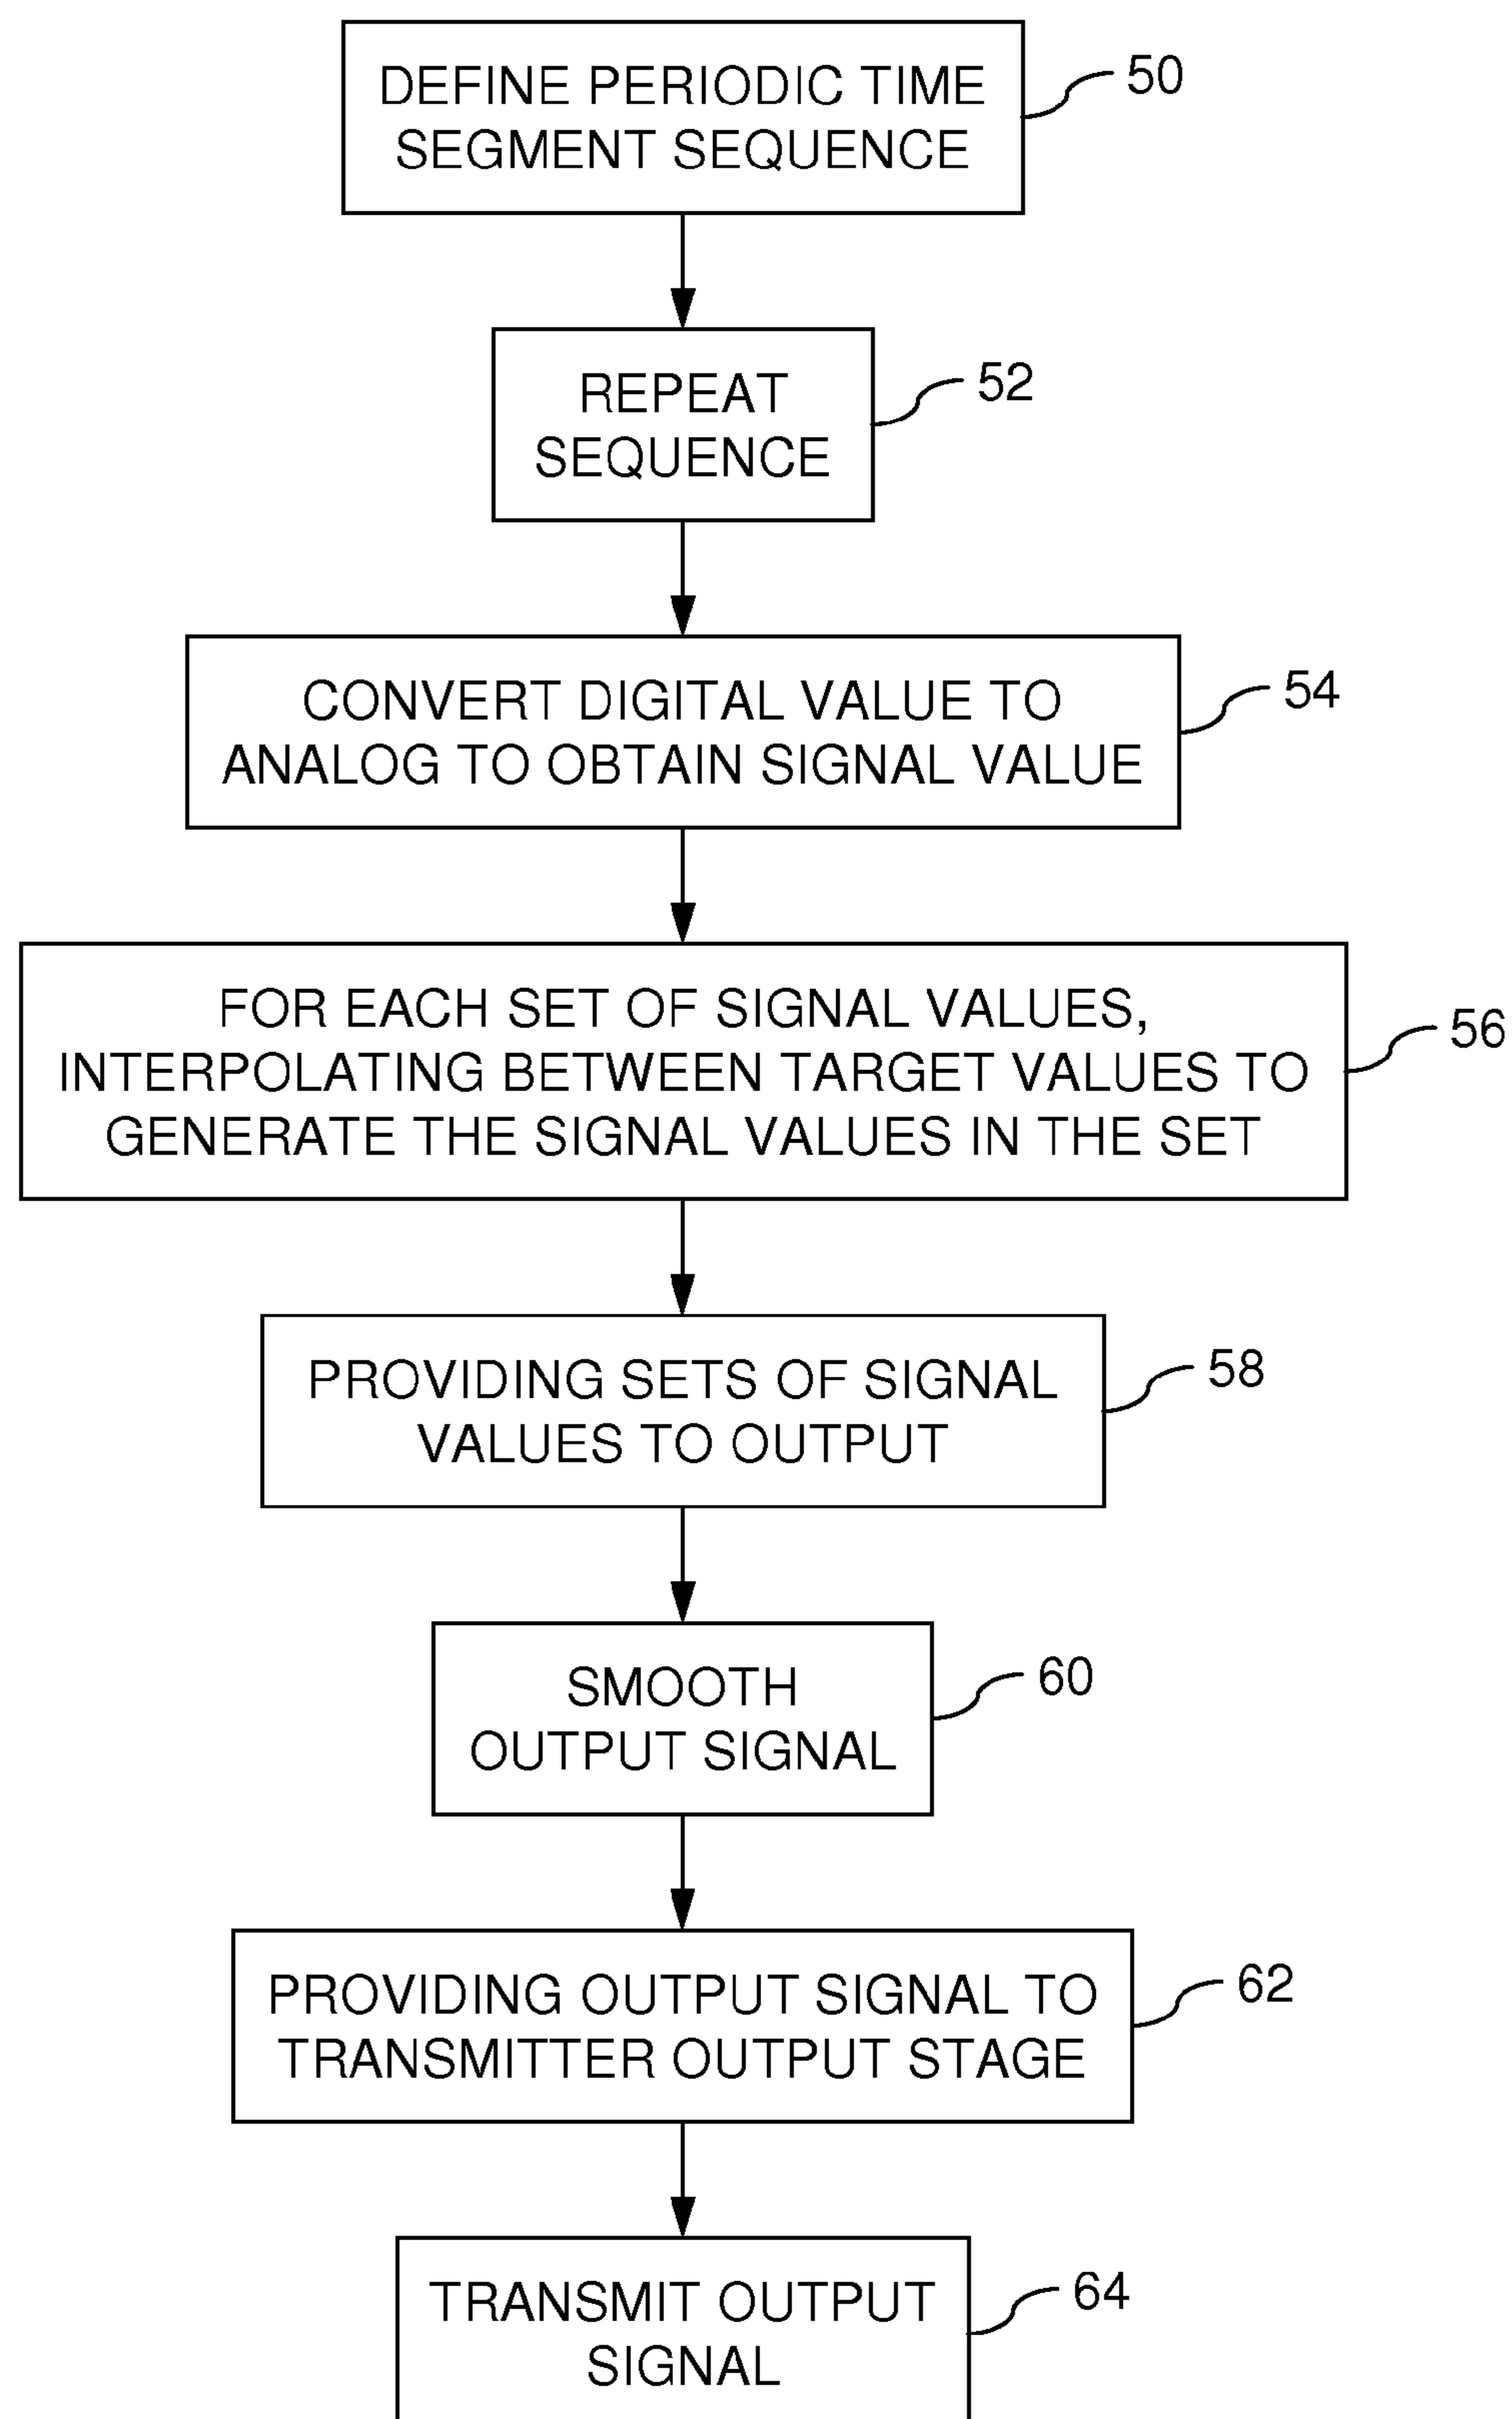 DEFINE PERIODIC TIME
SEGMENT SEQUENCE
50
REPEAT
SEQUENCE
52
CONVERT DIGITAL VALUE TO
ANALOG TO OBTAIN SIGNAL VALUE
54
FOR EACH SET OF SIGNAL VALUES,
INTERPOLATING BETWEEN TARGET VALUES TO
GENERATE THE SIGNAL VALUES IN THE SET
56
PROVIDING SETS OF SIGNAL
VALUES TO OUTPUT
58
SMOOTH
OUTPUT SIGNAL
60
PROVIDING OUTPUT SIGNAL TO
TRANSMITTER OUTPUT STAGE
62
TRANSMIT OUTPUT
SIGNAL
64